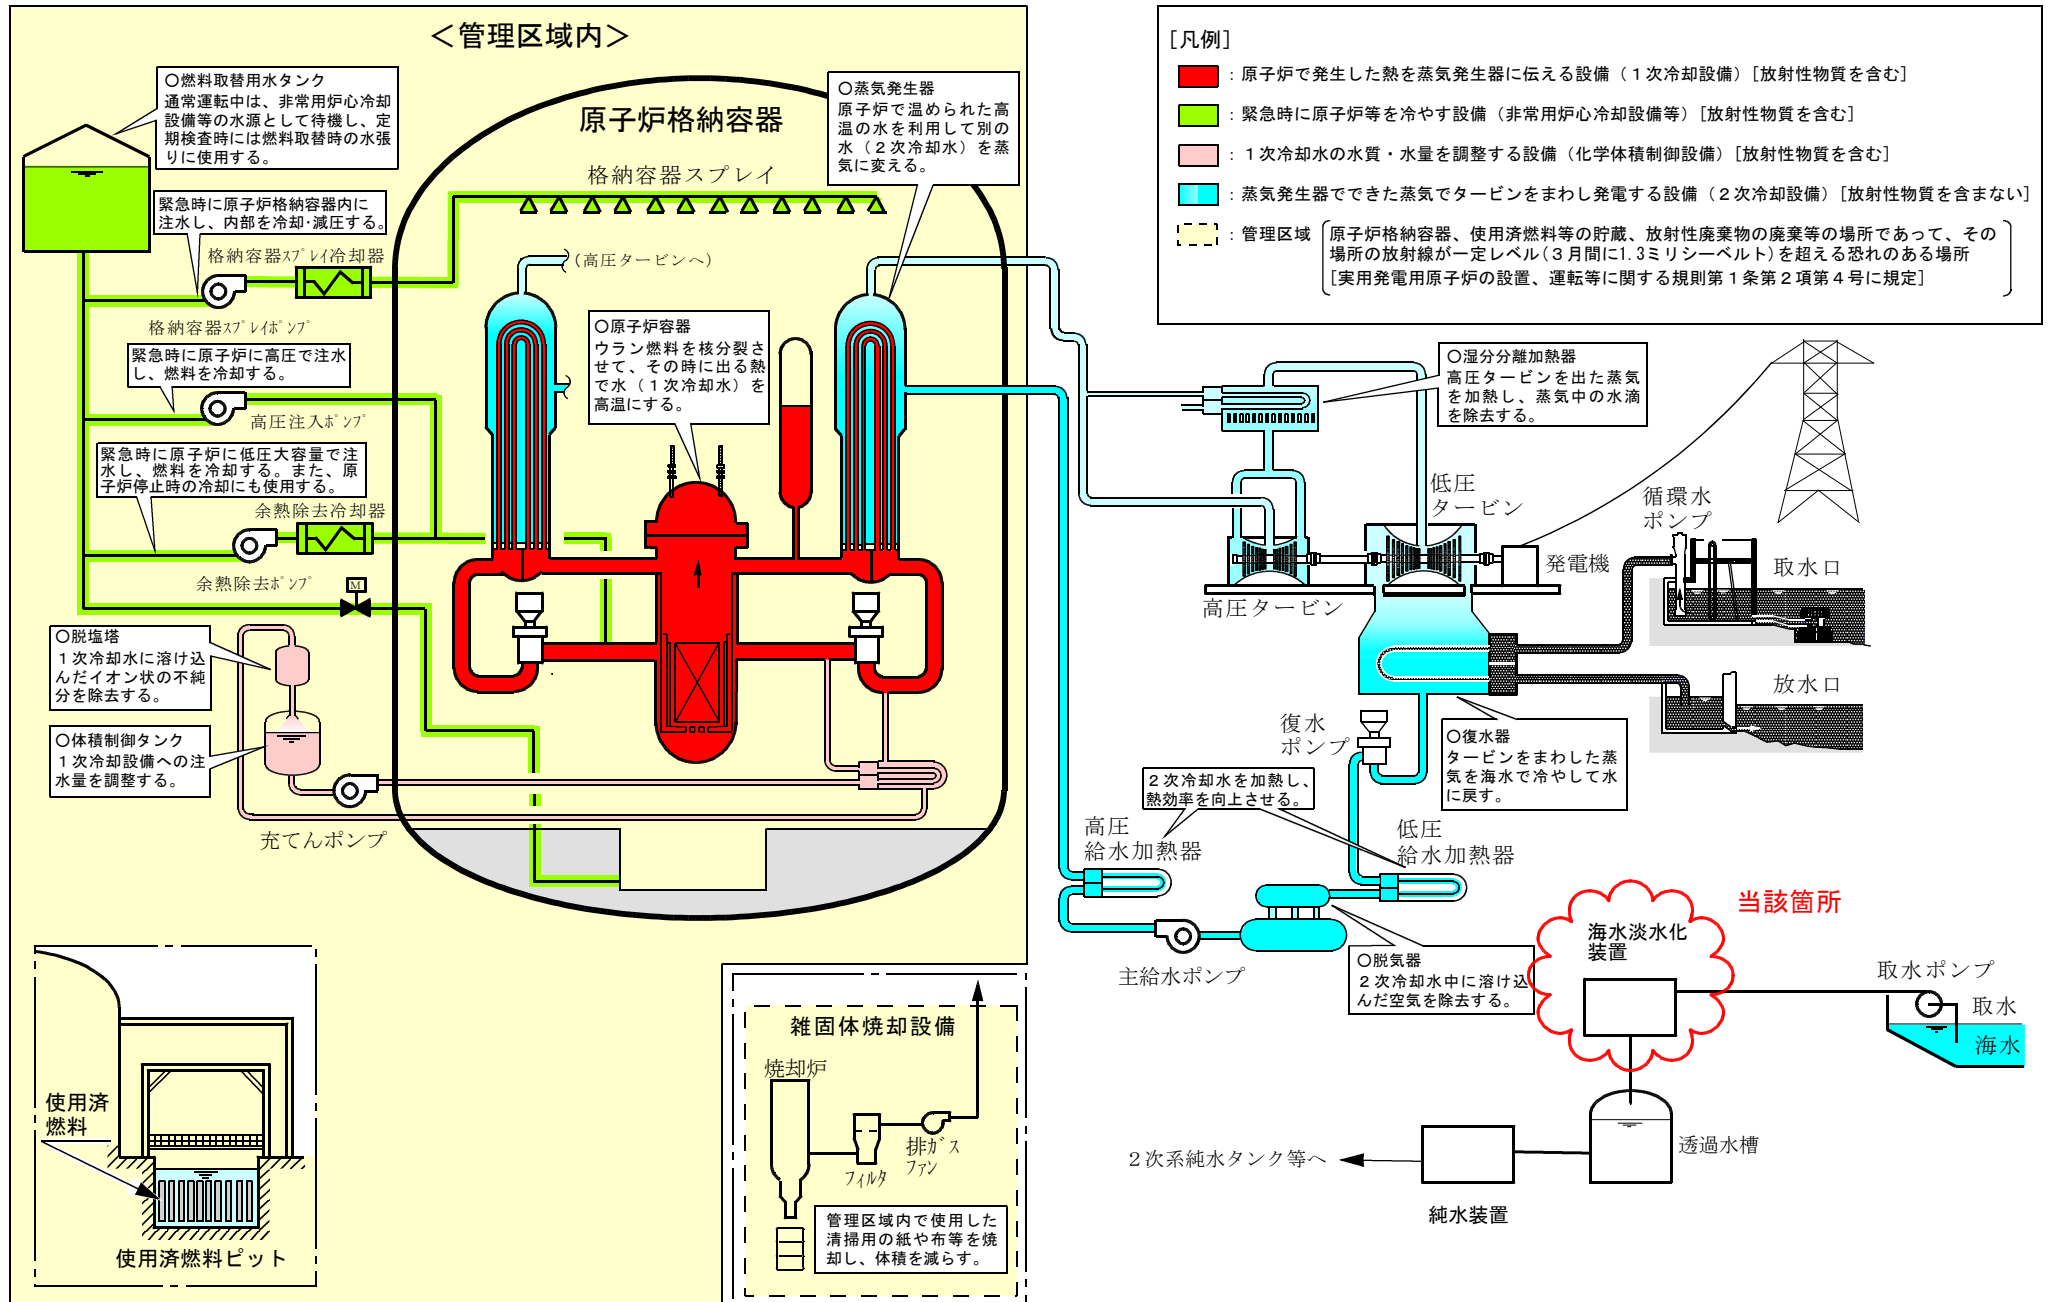 ＜管理区域内＞
○燃料取替用水タンク
通常運転中は、非常用炉心冷却
設備等の水源として待機し、定
期検査時には燃料取替時の水張
りに使用する。
緊急時に原子炉格納容器内に
注水し、内部を冷却･減圧する。
格納容器ｽﾌﾟﾚｲ冷却器
格納容器ｽﾌﾟﾚｲﾎﾟﾝﾌﾟ
緊急時に原子炉に高圧で注水
し、燃料を冷却する。
高圧注入ﾎﾟﾝﾌﾟ
緊急時に原子炉に低圧大容量で注
水し、燃料を冷却する。また、原
子炉停止時の冷却にも使用する。
余熱除去冷却器
余熱除去ﾎﾟﾝﾌﾟ
M
○脱塩塔
１次冷却水に溶け込
んだイオン状の不純
分を除去する。
○体積制御タンク
１次冷却設備への注
水量を調整する。
充てんポンプ
原子炉格納容器
格納容器スプレイ
(高圧タービンへ)
○蒸気発生器
原子炉で温められた高
温の水を利用して別の
水（２次冷却水）を蒸
気に変える。
○原子炉容器
ウラン燃料を核分裂さ
せて、その時に出る熱
で水（１次冷却水）を
高温にする。
使用済
燃料
使用済燃料ピット
雑固体焼却設備
焼却炉
フィルタ
排ｶﾞｽ
ﾌｧﾝ
管理区域内で使用した
清掃用の紙や布等を焼
却し、体積を減らす。
［凡例］
：原子炉で発生した熱を蒸気発生器に伝える設備（１次冷却設備）［放射性物質を含む］
：緊急時に原子炉等を冷やす設備（非常用炉心冷却設備等）［放射性物質を含む］
：１次冷却水の水質・水量を調整する設備（化学体積制御設備）［放射性物質を含む］
：蒸気発生器でできた蒸気でタービンをまわし発電する設備（２次冷却設備）［放射性物質を含まない］
：管理区域 原子炉格納容器、使用済燃料等の貯蔵、放射性廃棄物の廃棄等の場所であって、その
場所の放射線が一定レベル(３月間に1.3ミリシーベルト)を超える恐れのある場所
［実用発電用原子炉の設置、運転等に関する規則第１条第２項第４号に規定］
○湿分分離加熱器
高圧タービンを出た蒸気
を加熱し、蒸気中の水滴
を除去する。
低圧
タービン
高圧タービン
発電機
循環水
ポンプ
取水口
放水口
復水
ポンプ
○復水器
タービンをまわした蒸
気を海水で冷やして水
に戻す。
２次冷却水を加熱し、
熱効率を向上させる。
高圧
給水加熱器
低圧
給水加熱器
主給水ポンプ
○脱気器
２次冷却水中に溶け込
んだ空気を除去する。
当該箇所
海水淡水化
装置
取水ポンプ
取水
海水
透過水槽
純水装置
２次系純水タンク等へ